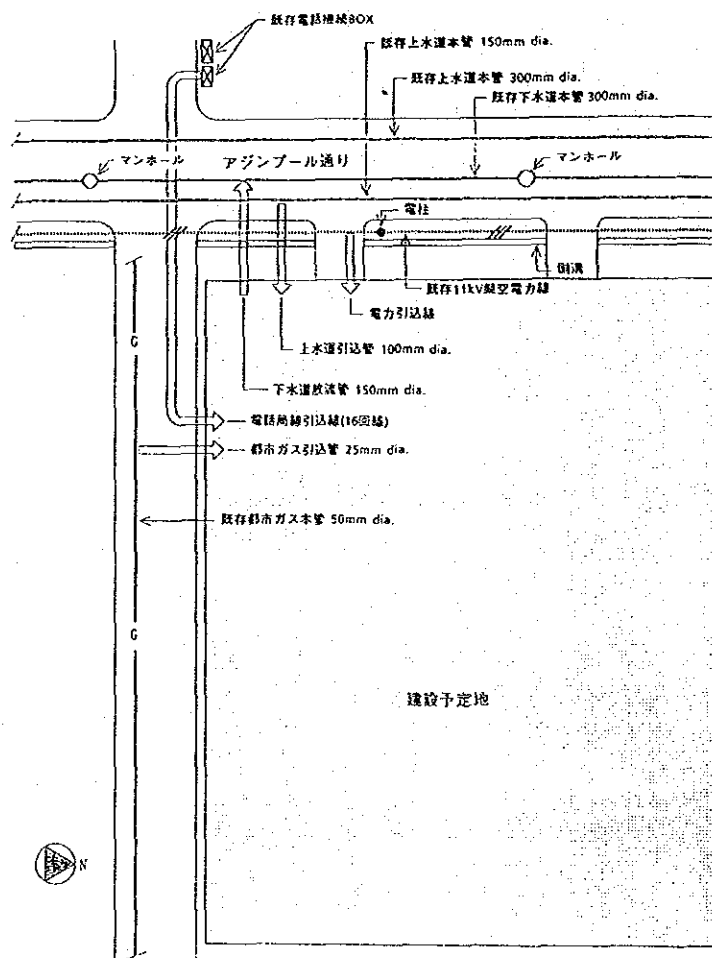 既存電話接続BOX
既存上水道本管 150mm dia.
既存上水道本管 300mm dia.
既存下水道本管 300mm dia.
マンホール
アジンプール通り
マンホール
電柱
側溝
既存11kV架空電力線
電力引込線
上水道引込管 100mm dia.
下水道放流管 150mm dia.
電話局線引込線(16回線)
都市ガス引込管 25mm dia.
既存都市ガス本管 50mm dia.
G
G
建設予定地
N